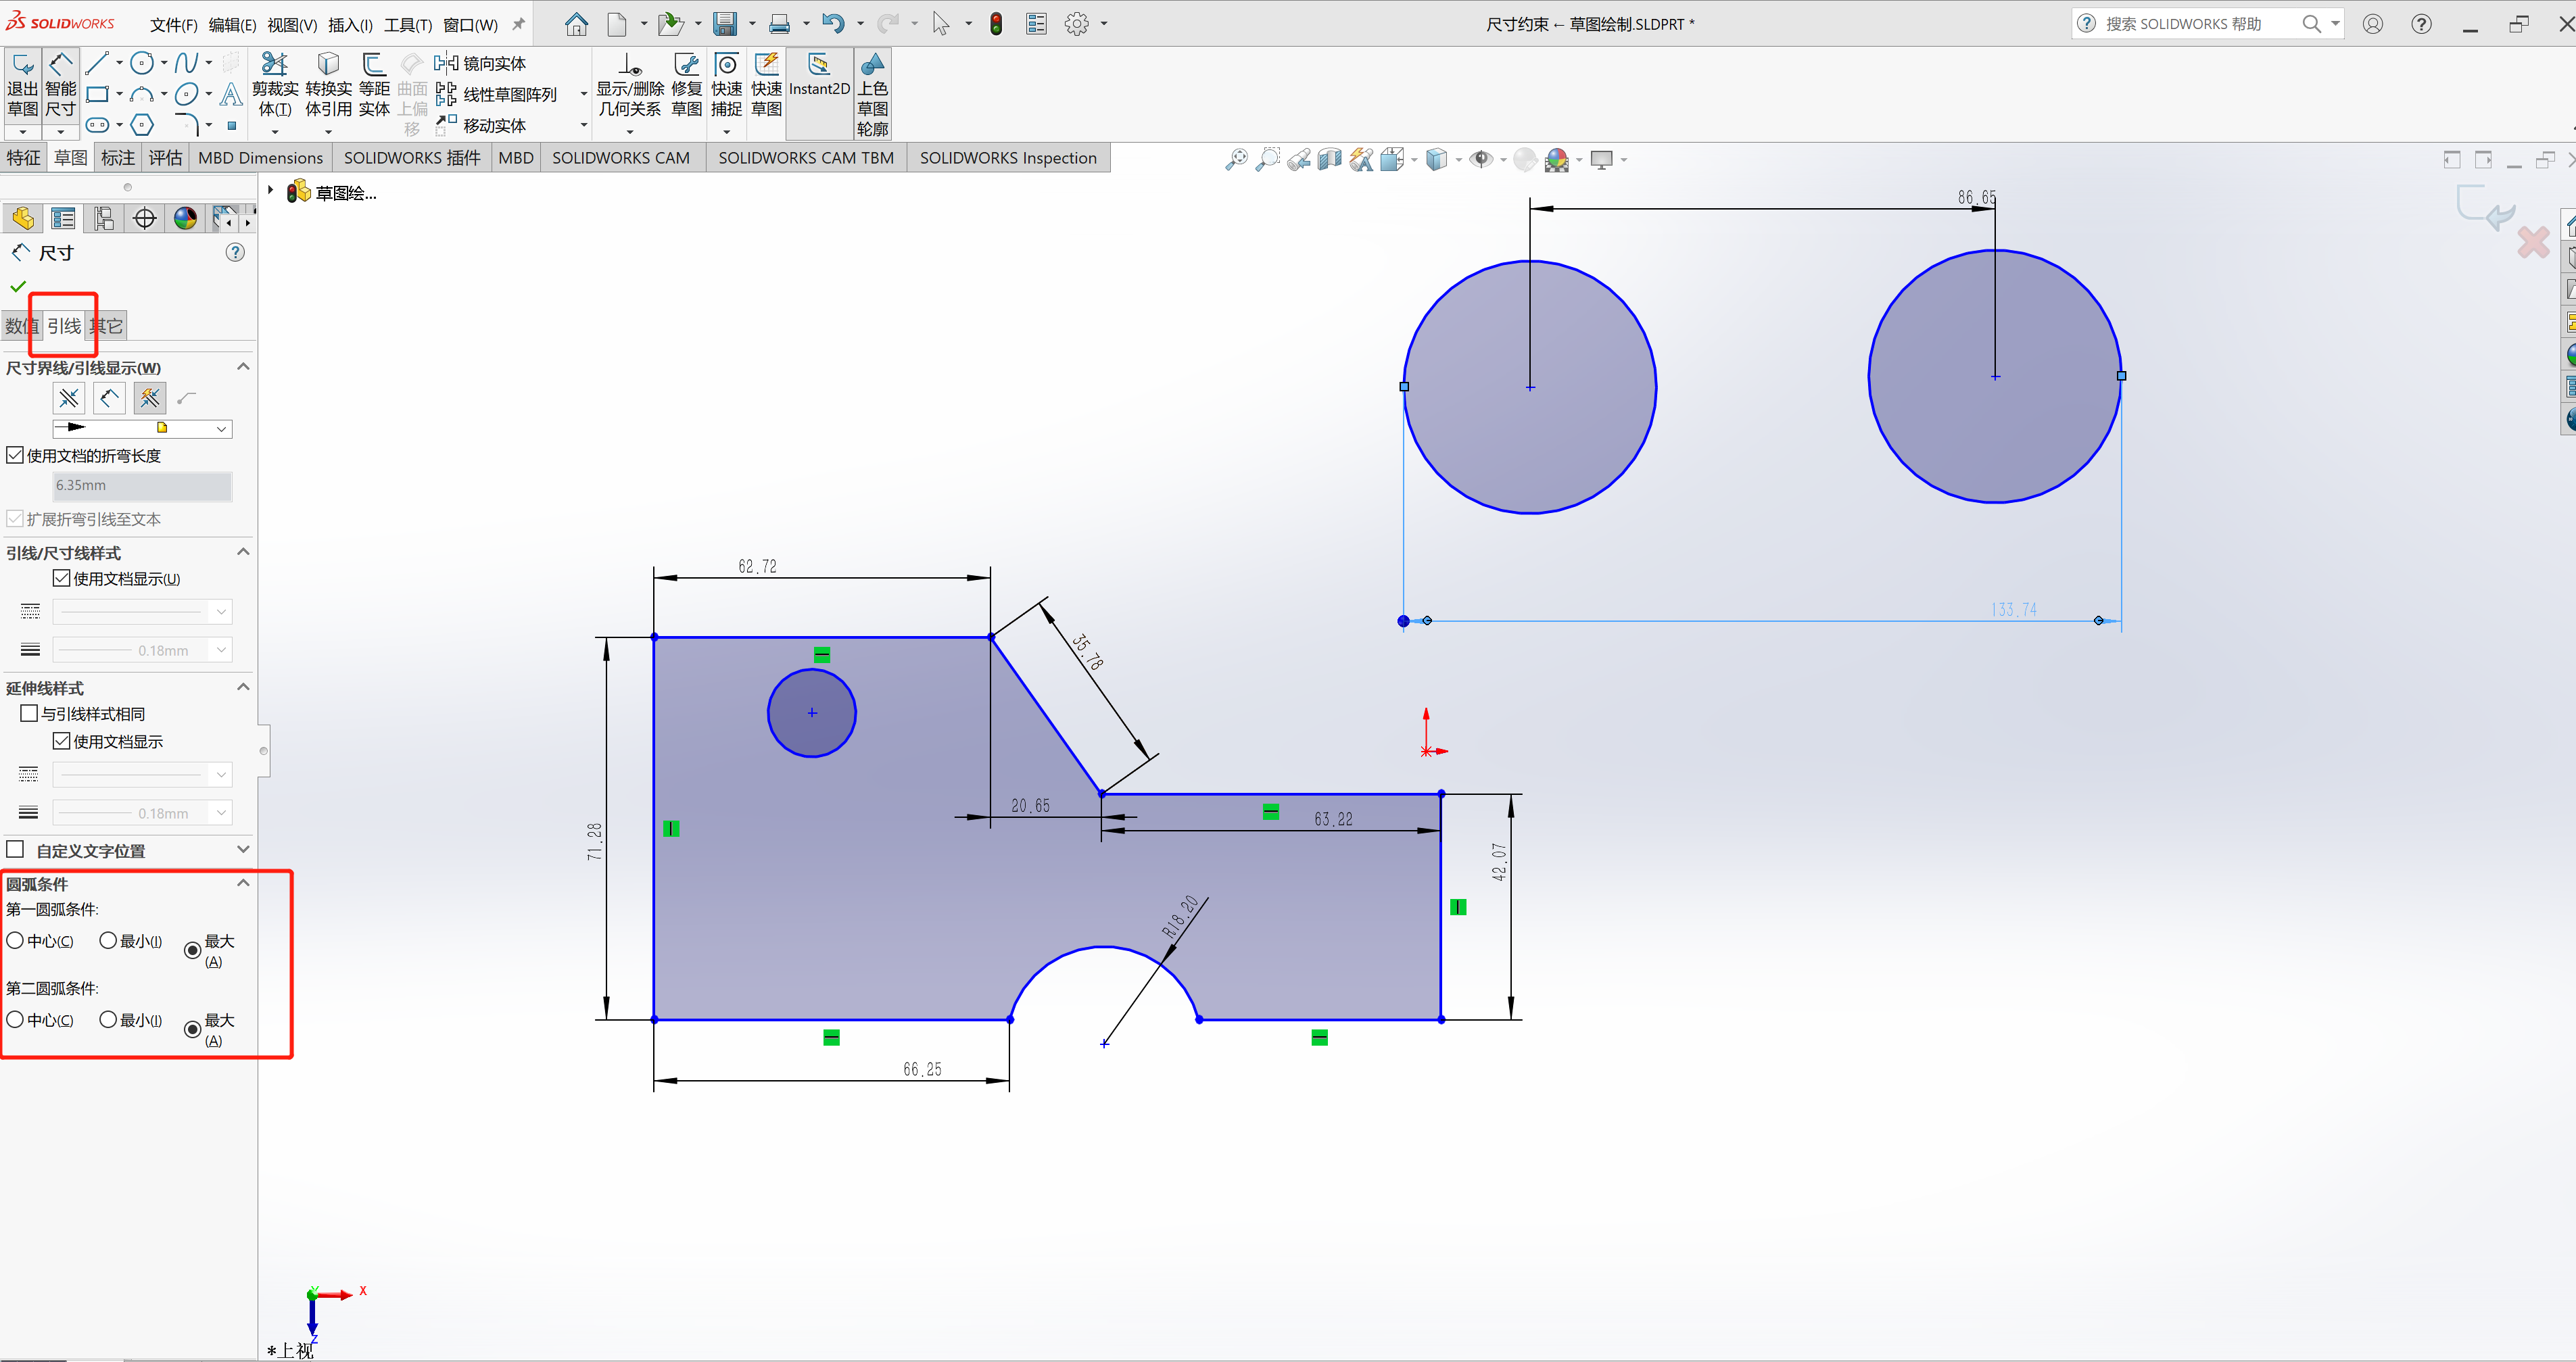 SOLIDWORKS 文件(F) 编辑(E) 视图(V) 插入(I) 工具(T) 窗口(W) 尺寸约束 ← 草图绘制.SLDPRT * 搜索 SOLIDWORKS 帮助
退出草图
智能尺寸
剪裁实体(T)
转换实体引用
等距实体
曲面上偏移
镜向实体
线性草图阵列
移动实体
显示/删除几何关系
修复草图
快速捕捉
快速草图
Instant2D
上色草图轮廓
特征 草图 标注 评估 MBD Dimensions SOLIDWORKS 插件 MBD SOLIDWORKS CAM SOLIDWORKS CAM TBM SOLIDWORKS Inspection
草图绘...
尺寸
数值 引线 其它
尺寸界线/引线显示(W)
使用文档的折弯长度
6.35mm
扩展折弯引线至文本
引线/尺寸线样式
使用文档显示(U)
0.18mm
延伸线样式
与引线样式相同
使用文档显示
0.18mm
自定义文字位置
圆弧条件
第一圆弧条件:
中心(C) 最小(I) 最大(A)
第二圆弧条件:
中心(C) 最小(I) 最大(A)
86.65
133.74
62.72
35.78
20.65
63.22
71.28
42.07
R18.20
66.25
Y
X
Z
*上视